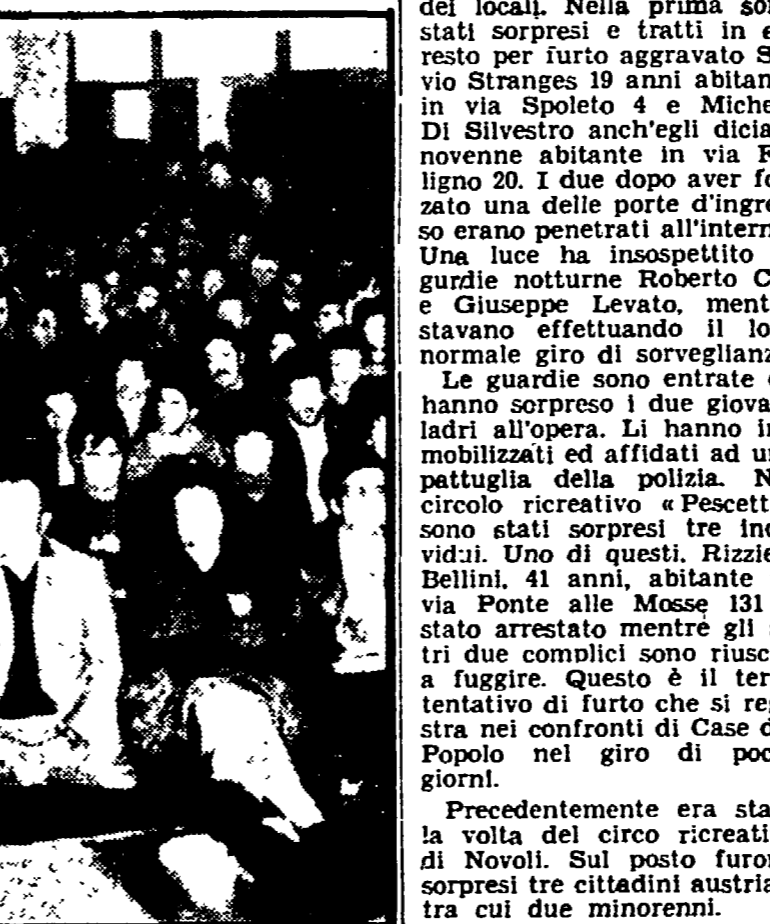 dei locali. Nella prima so
stati sorpresi e tratti in
resto per furto aggravato S
vio Stranges 19 anni abitan
in via Spoleto 4 e Miche
Di Silvestro anch'egli dicia
novenne abitante in via F
ligno 20. I due dopo aver fo
zato una delle porte d'ingre
so erano penetrati all'intern
Una luce ha insospettito
gurdie notturne Roberto C
e Giuseppe Levato, ment
stavano effettuando il lo
normale giro di sorveglianz
Le guardie sono entrate
hanno sorpreso i due giova
ladri all'opera. Li hanno i
mobilizzati ed affidati ad u
pattuglia della polizia. N
circolo ricreativo «Pescett
sono stati sorpresi tre ind
vidui. Uno di questi. Rizzie
Bellini. 41 anni, abitante
via Ponte alle Mosse 131
stato arrestato mentre gli
tri due complici sono riusc
a fuggire. Questo è il ter
tentativo di furto che si reg
stra nei confronti di Case d
Popolo nel giro di poc
giorni.
Precedentemente era sta
la volta del circo ricreati
di Novoli. Sul posto furo
sorpresi tre cittadini austria
tra cui due minorenni.